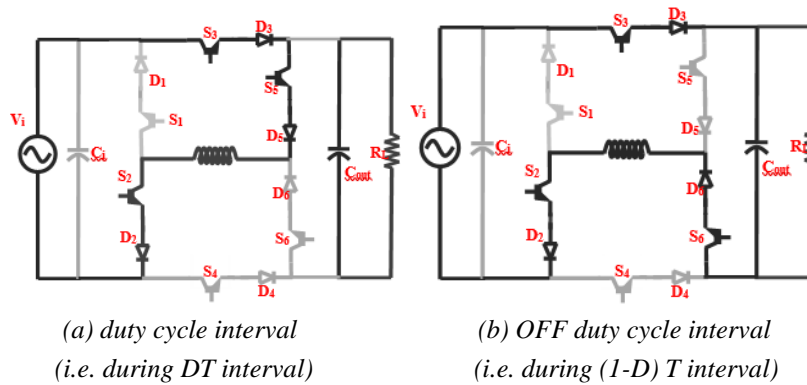 S3 D3
D1
S5
Vi
S1
Ci
D5
S2
Cout
D6
D2
S6
S4
D4
S3 D3
D1
S5
Vi
S1
Ci
D5
S2
Cout
D2
S6
S4
D4
(a) duty cycle interval
(i.e. during DT interval)
(b) OFF duty cycle interval
(i.e. during (1-D) T interval)